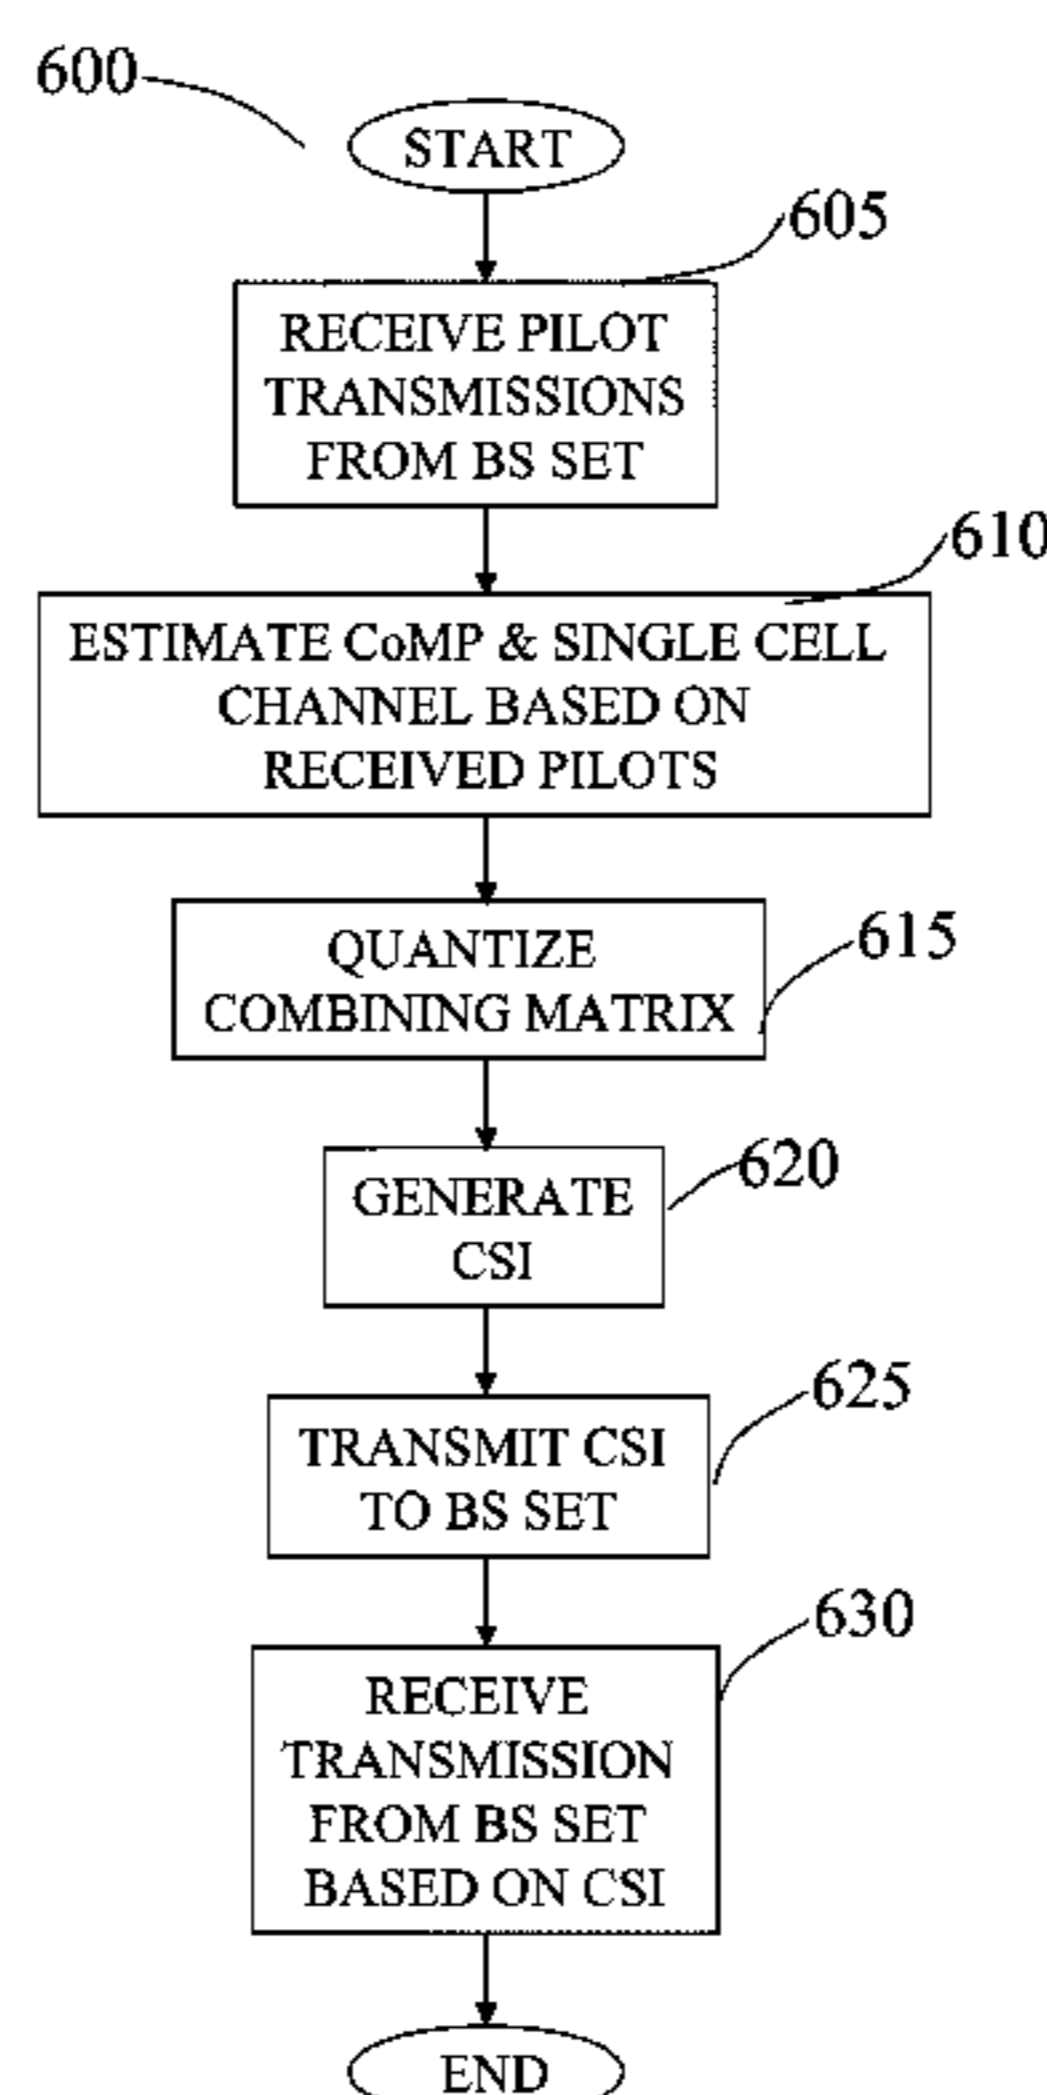 600
START
605
RECEIVE PILOT
TRANSMISSIONS
FROM BS SET
610
ESTIMATE CoMP & SINGLE CELL
CHANNEL BASED ON
RECEIVED PILOTS
615
QUANTIZE
COMBINING MATRIX
620
GENERATE
CSI
625
TRANSMIT CSI
TO BS SET
630
RECEIVE
TRANSMISSION
FROM BS SET
BASED ON CSI
END